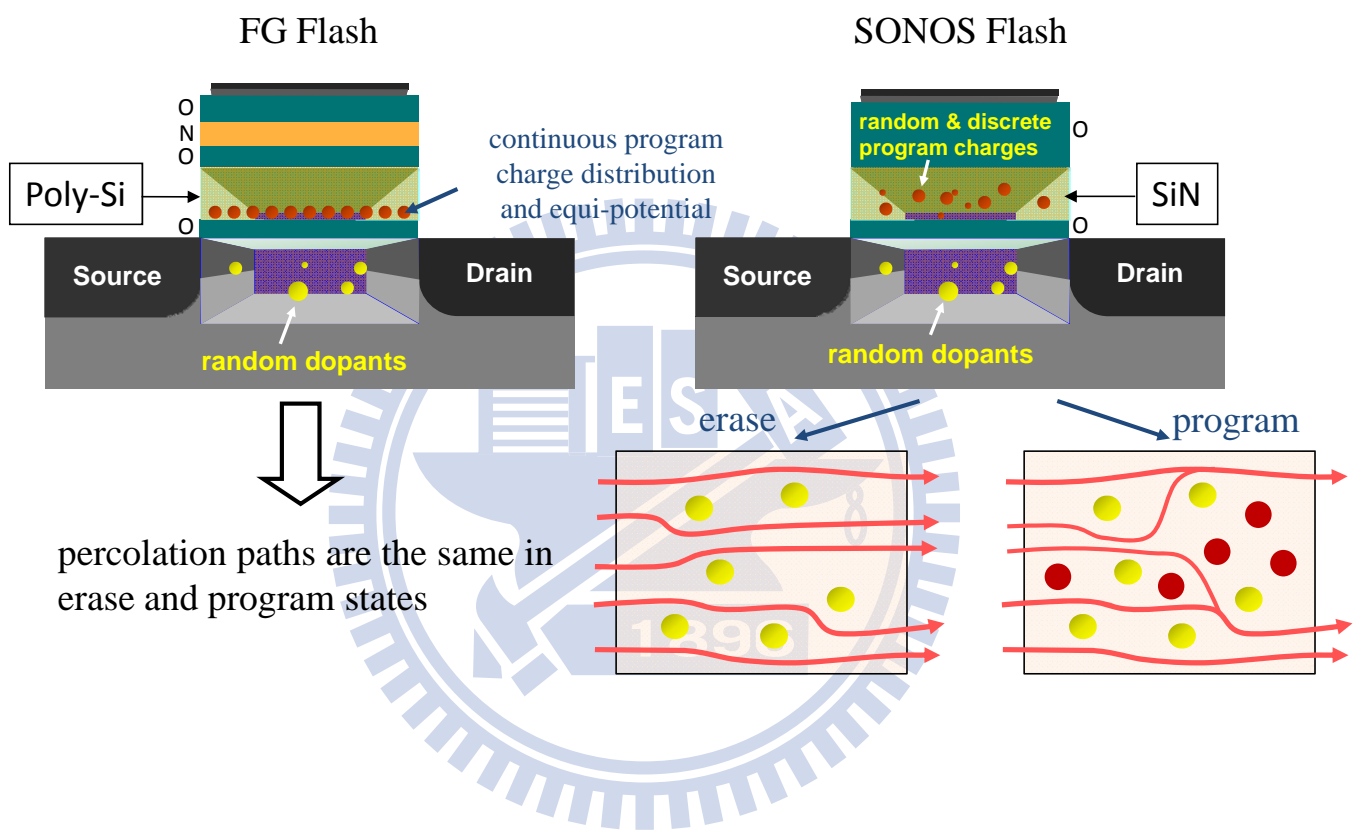 FG Flash
O
N
O
Poly-Si
O
continuous program
charge distribution
and equi-potential
Source
Drain
random dopants
percolation paths are the same in
erase and program states
SONOS Flash
random & discrete
program charges
O
SiN
O
Source
Drain
random dopants
erase
program
E S A
8
1896